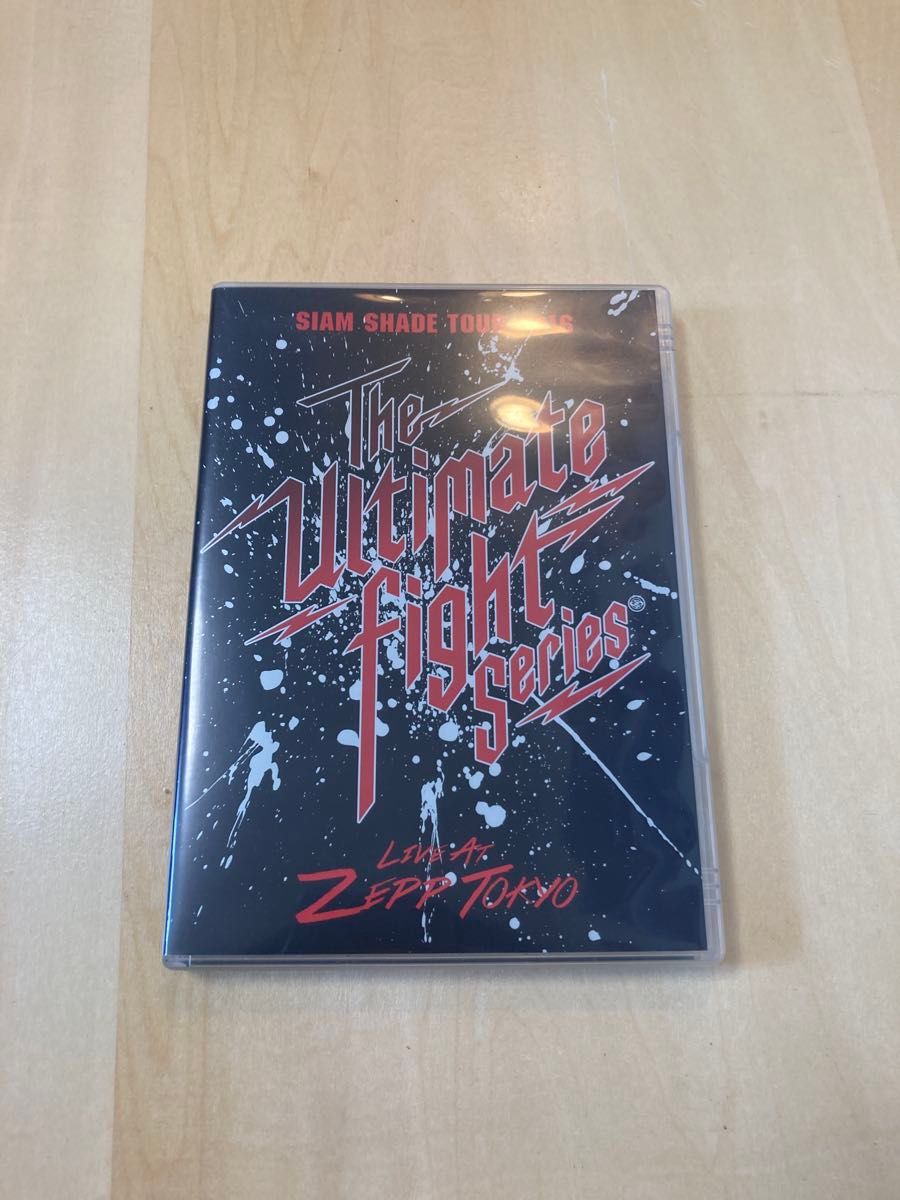 SIAM SHADE TOUR
The
Ultimate
fight
Series
LIVE AT
ZEPP TOKYO